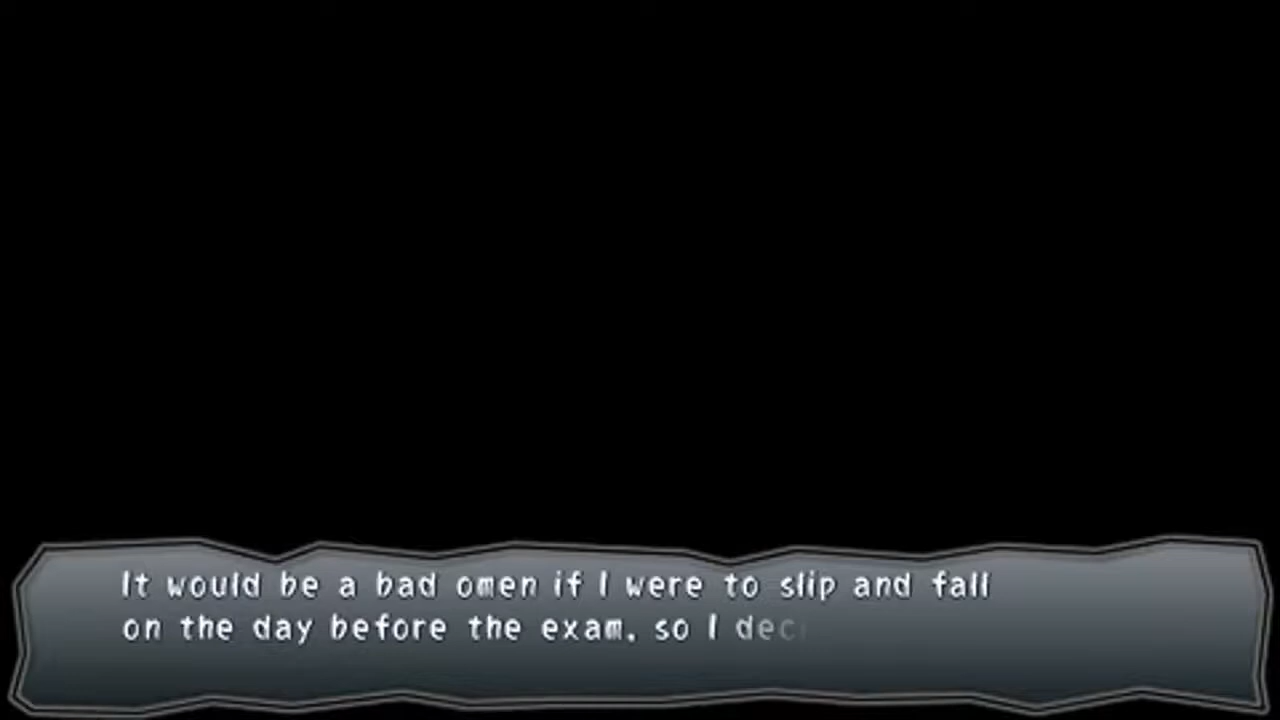 It would be a bad omen if I were to slip and fall
on the day before the exam, so I dec